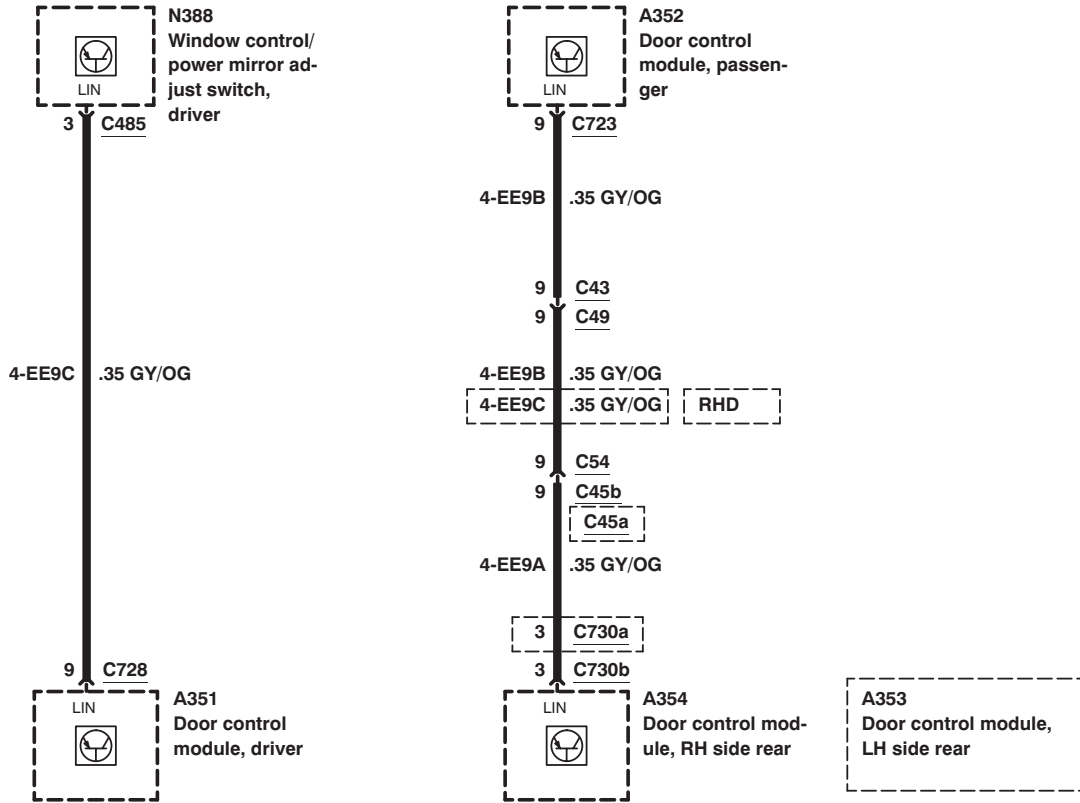 N388
Window control/
power mirror ad-
just switch,
driver
LIN
3 C485
4-EE9C .35 GY/OG
9 C728
LIN
A351
Door control
module, driver
A352
Door control
module, passen-
ger
LIN
9 C723
4-EE9B .35 GY/OG
9 C43
9 C49
4-EE9B .35 GY/OG
4-EE9C .35 GY/OG RHD
9 C54
9 C45b
C45a
4-EE9A .35 GY/OG
3 C730a
3 C730b
LIN
A354
Door control mod-
ule, RH side rear
A353
Door control module,
LH side rear